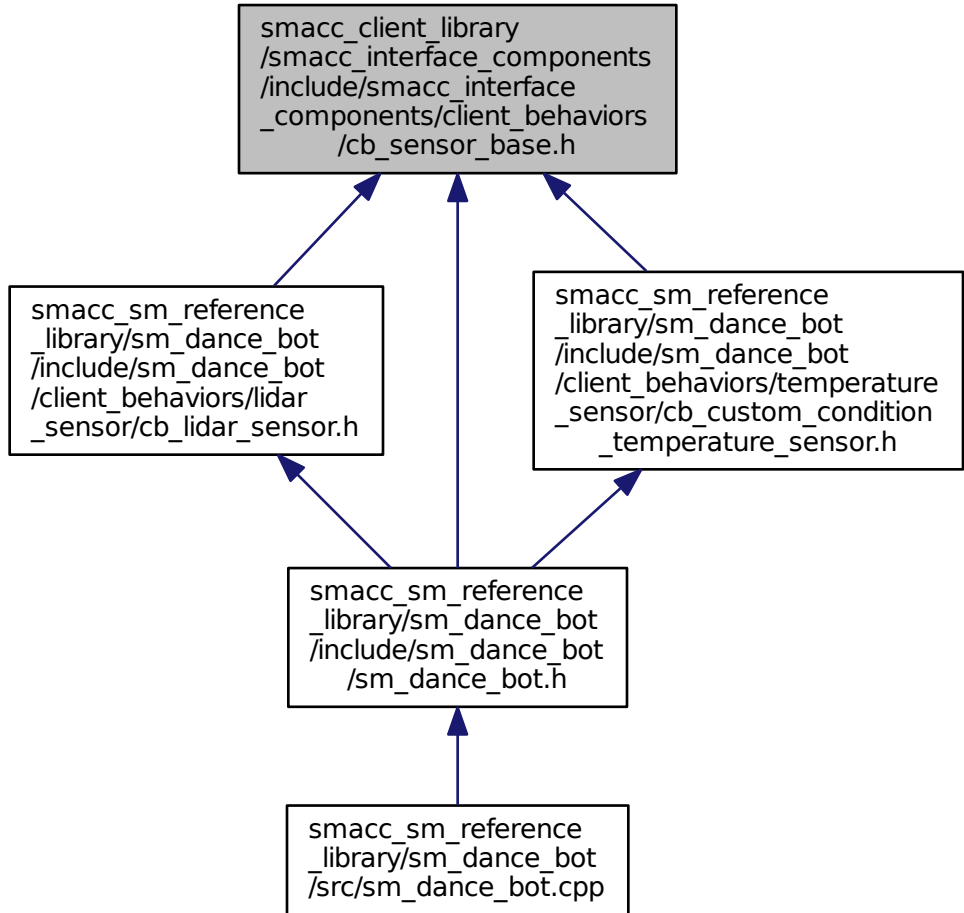 smacc_client_library
/smacc_interface_components
/include/smacc_interface
_components/client_behaviors
/cb_sensor_base.h
smacc_sm_reference
_library/sm_dance_bot
/include/sm_dance_bot
/client_behaviors/lidar
_sensor/cb_lidar_sensor.h
smacc_sm_reference
_library/sm_dance_bot
/include/sm_dance_bot
/client_behaviors/temperature
_sensor/cb_custom_condition
_temperature_sensor.h
smacc_sm_reference
_library/sm_dance_bot
/include/sm_dance_bot
/sm_dance_bot.h
smacc_sm_reference
_library/sm_dance_bot
/src/sm_dance_bot.cpp